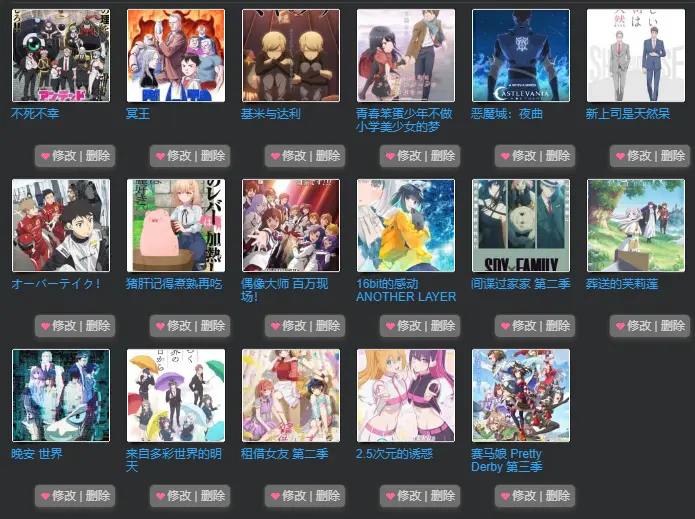 アンデッド
不死不幸
冥王
基米与达利
青春笨蛋少年不做
小学美少女的梦
CASTLEVANIA
恶魔城：夜曲
新上司是天然呆
修改 | 删除
修改 | 删除
修改 | 删除
修改 | 删除
修改 | 删除
修改 | 删除
SPY FAMILY
オーバーテイク！
猪肝记得煮熟再吃
偶像大师 百万现
场！
16bit的感动
ANOTHER LAYER
间谍过家家 第二季
葬送的芙莉莲
修改 | 删除
修改 | 删除
修改 | 删除
修改 | 删除
修改 | 删除
修改 | 删除
晚安 世界
来自多彩世界的明
天
租借女友 第二季
2.5次元的诱惑
赛马娘 Pretty
Derby 第三季
修改 | 删除
修改 | 删除
修改 | 删除
修改 | 删除
修改 | 删除